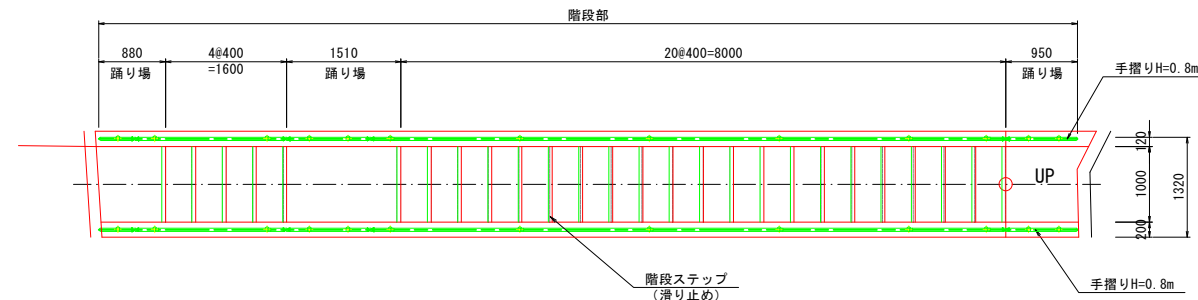 階段部
880
踊り場
4@400
=1600
1510
踊り場
20@400=8000
950
踊り場
手摺りH=0.8m
UP
120
1000
200
1320
階段ステップ
(滑り止め)
手摺りH=0.8m